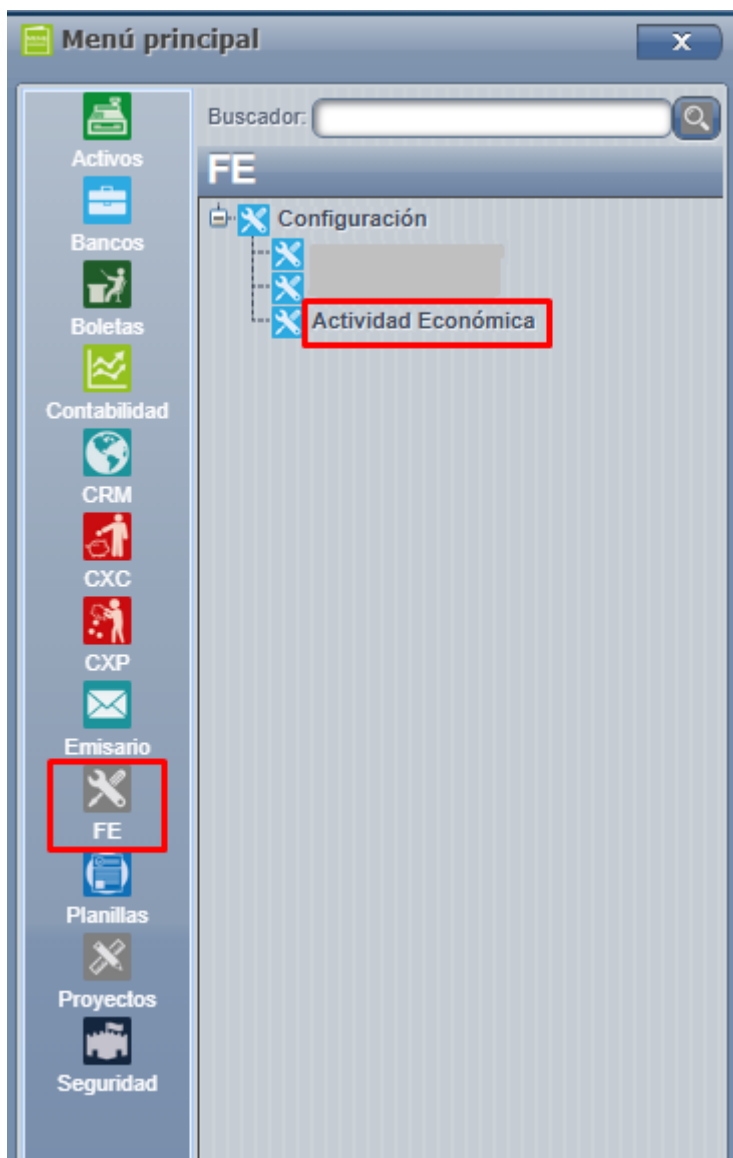 Menú principal
X
Buscador:
FE
Configuración
Actividad Económica
Activos
Bancos
Boletas
Contabilidad
CRM
CXC
CXP
Emisario
FE
Planillas
Proyectos
Seguridad